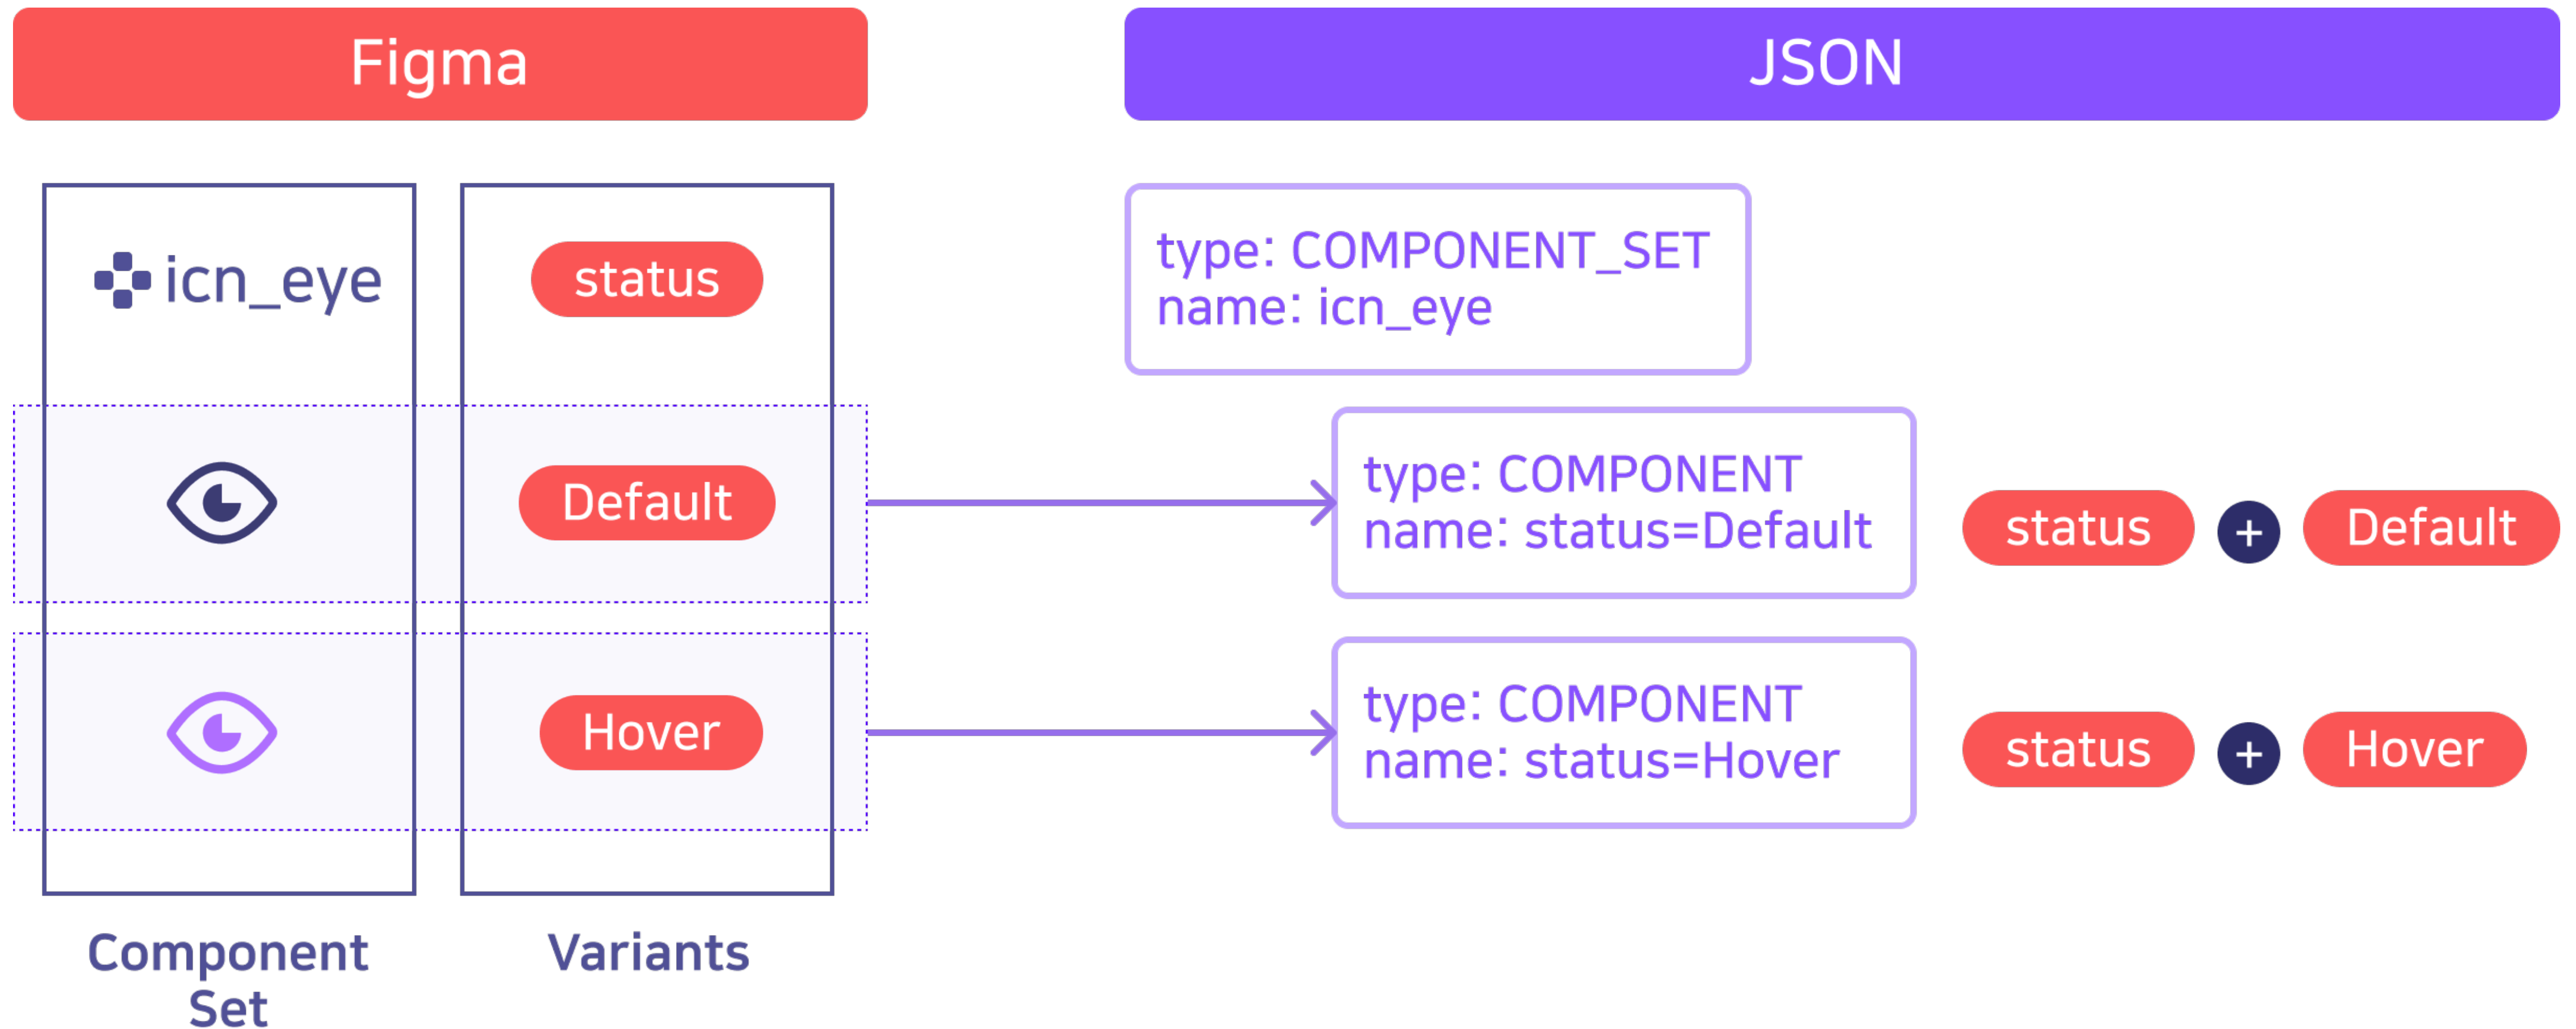 Figma
JSON
icn_eye
status
type: COMPONENT_SET
name: icn_eye
Default
type: COMPONENT
name: status=Default
status + Default
Hover
type: COMPONENT
name: status=Hover
status + Hover
Component
Set
Variants